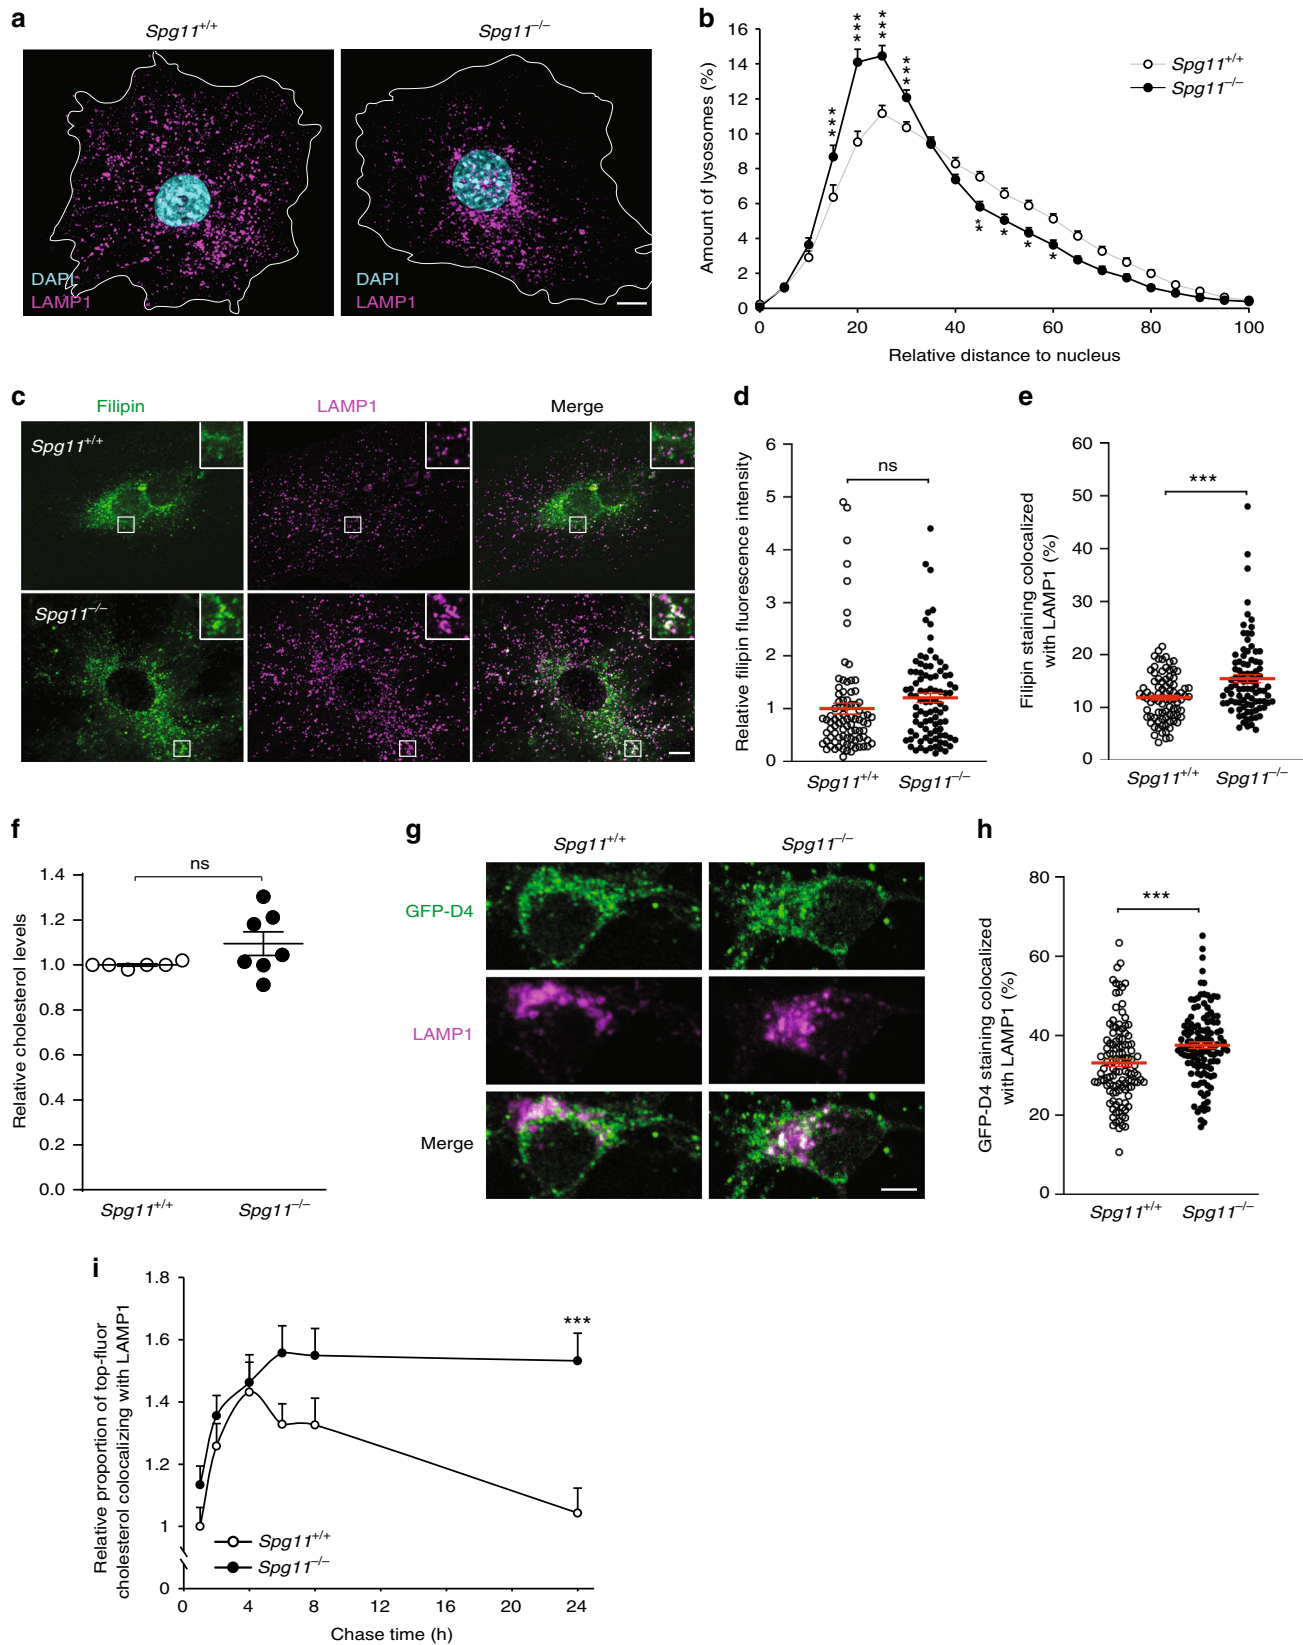 a
Spg11+/+
Spg11−/−
DAPI
LAMP1
DAPI
LAMP1
b
Amount of lysosomes (%)
16
14
12
10
8
6
4
2
0
***
***
***
***
**
*
*
*
Spg11+/+
Spg11−/−
0 20 40 60 80 100
Relative distance to nucleus
c
Filipin LAMP1 Merge
Spg11+/+
Spg11−/−
d
Relative filipin fluorescence intensity
6
5
4
3
2
1
0
ns
Spg11+/+ Spg11−/−
e
Filipin staining colocalized
with LAMP1 (%)
60
50
40
30
20
10
0
***
Spg11+/+ Spg11−/−
f
Relative cholesterol levels
1.4
1.2
1.0
0.8
0.6
0.4
0.2
0.0
ns
Spg11+/+ Spg11−/−
g
Spg11+/+ Spg11−/−
GFP-D4
LAMP1
Merge
h
GFP-D4 staining colocalized
with LAMP1 (%)
80
60
40
20
0
***
Spg11+/+ Spg11−/−
i
Relative proportion of top-fluor
cholesterol colocalizing with LAMP1
1.8
1.6
1.4
1.2
1
0
***
Spg11+/+
Spg11−/−
0 4 8 12 16 20 24
Chase time (h)